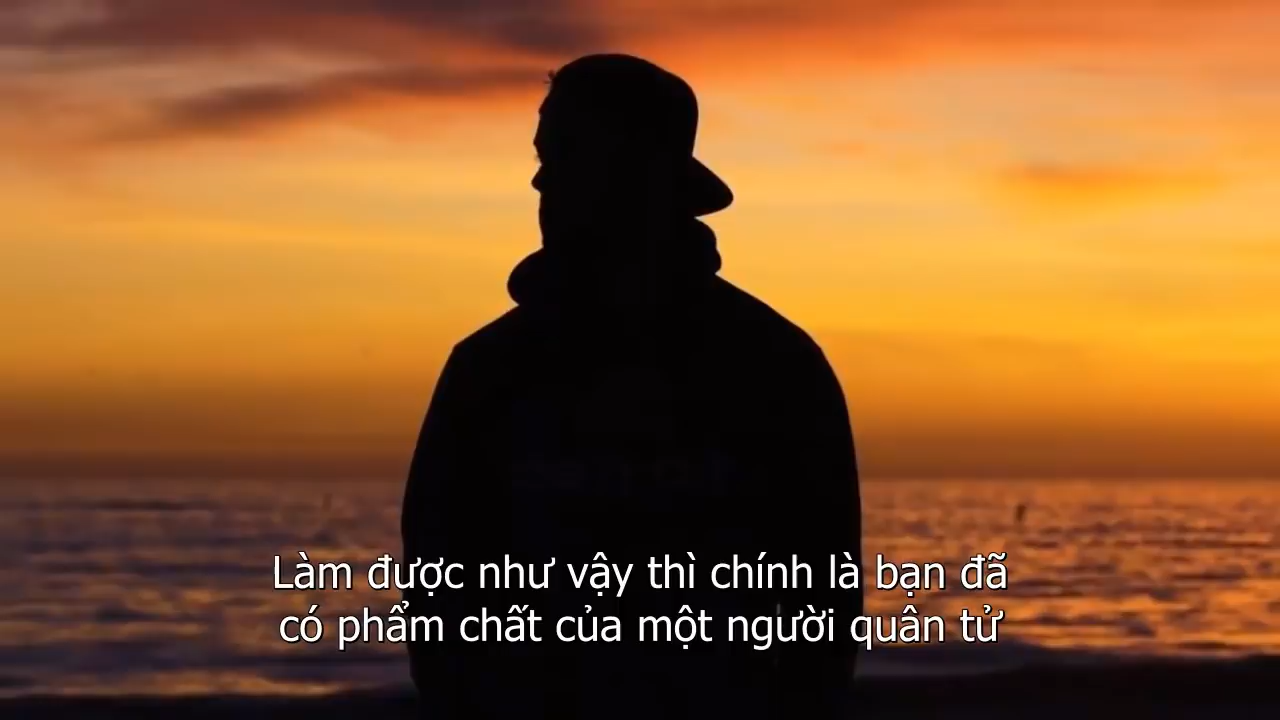 Làm được như vậy thì chính là bạn đã
có phẩm chất của một người quân tử